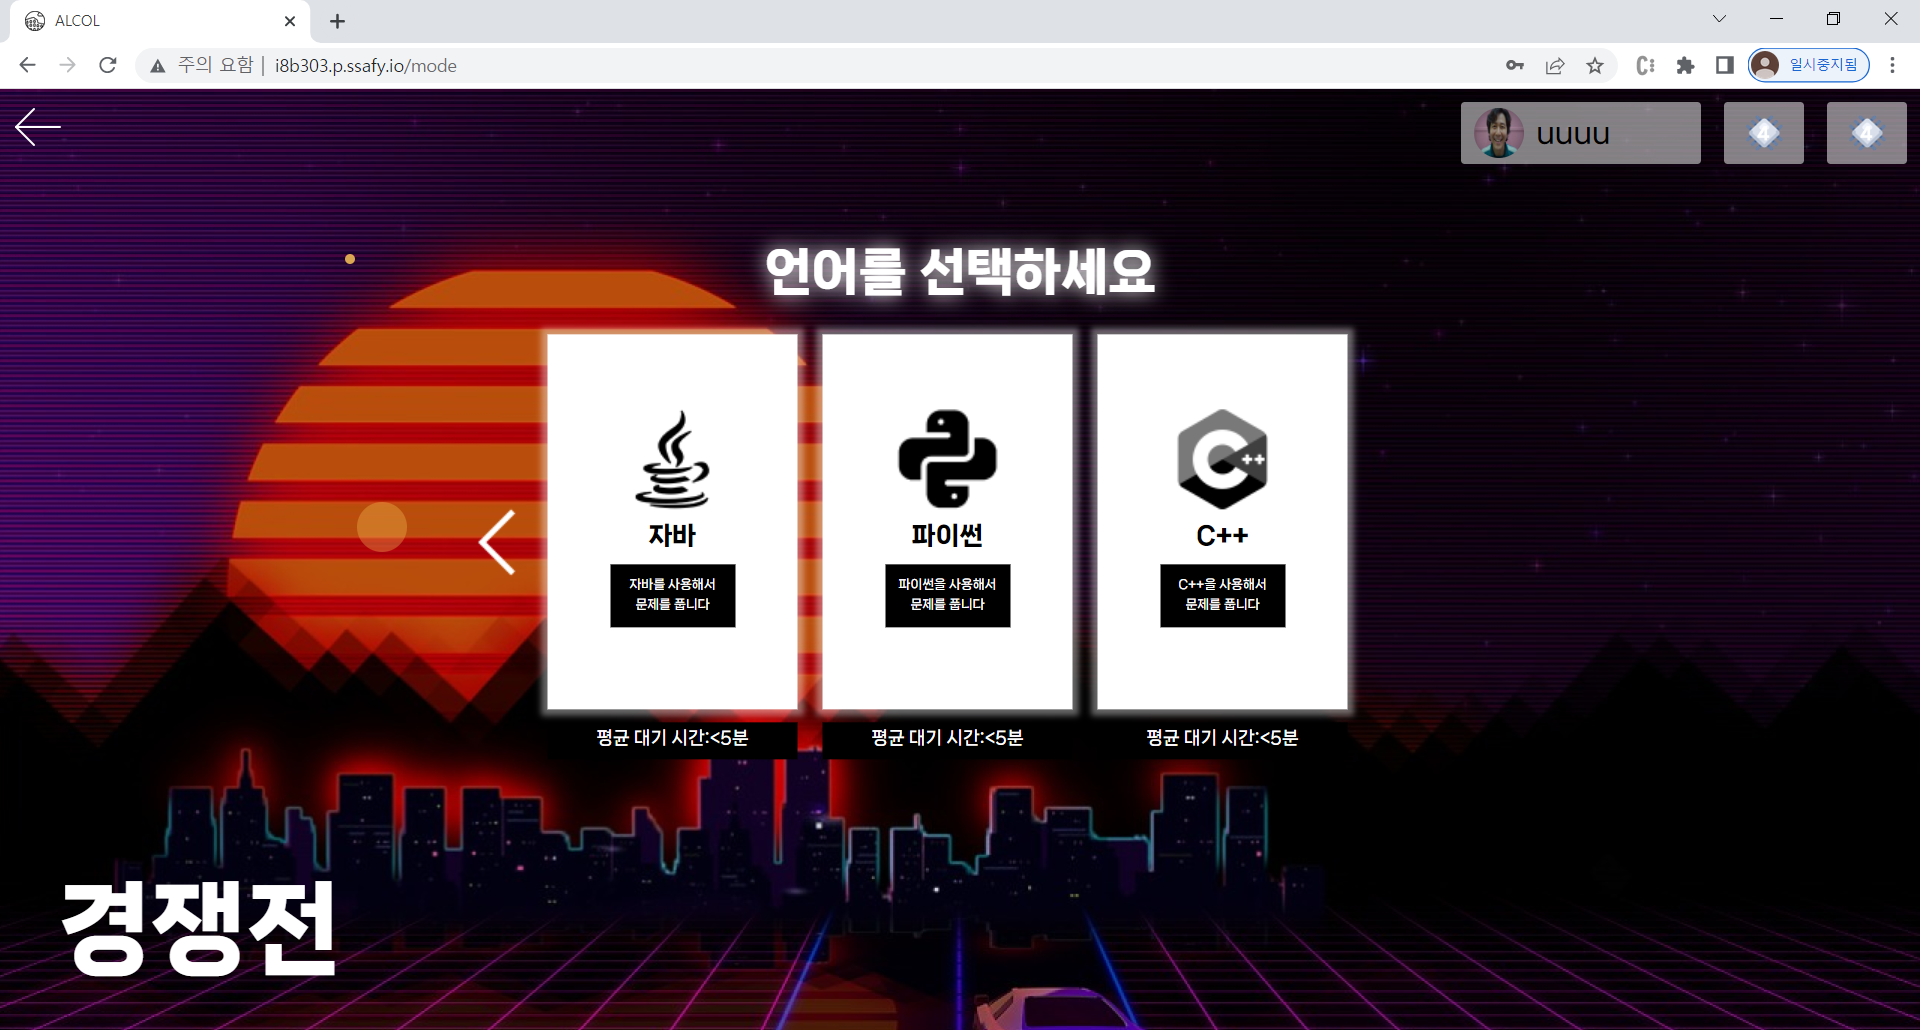 ALCOL
주의 요함 | i8b303.p.ssafy.io/mode
일시중지됨
uuuu
4
4
언어를 선택하세요
자바
자바를 사용해서
문제를 풉니다
평균 대기 시간:<5분
파이썬
파이썬을 사용해서
문제를 풉니다
평균 대기 시간:<5분
C++
C++
C++을 사용해서
문제를 풉니다
평균 대기 시간:<5분
경쟁전